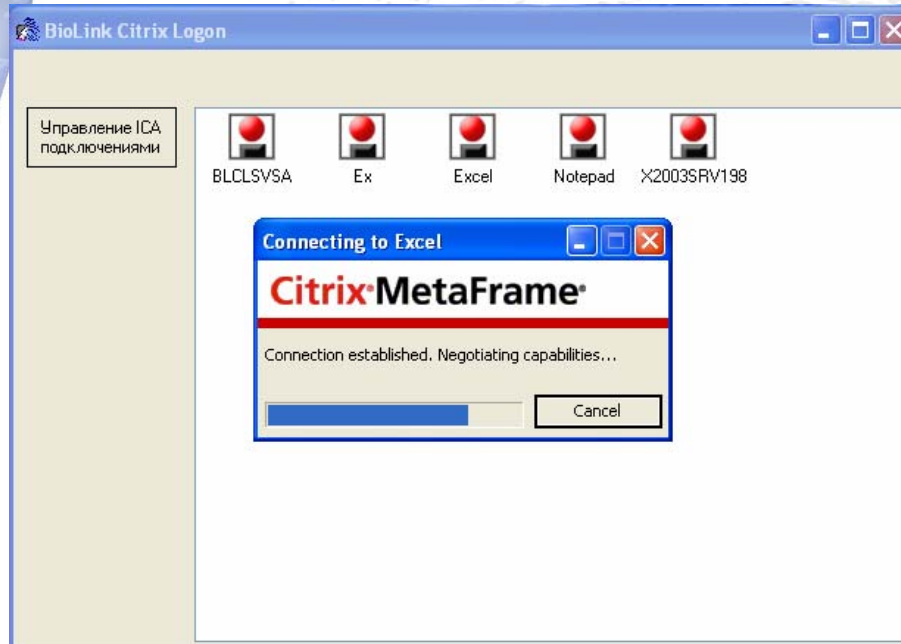 BioLink Citrix Logon
Управление ICA
подключениями
BLCLSVSA
Ex
Excel
Notepad
X2003SRV198
Connecting to Excel
Citrix MetaFrame
Connection established. Negotiating capabilities...
Cancel